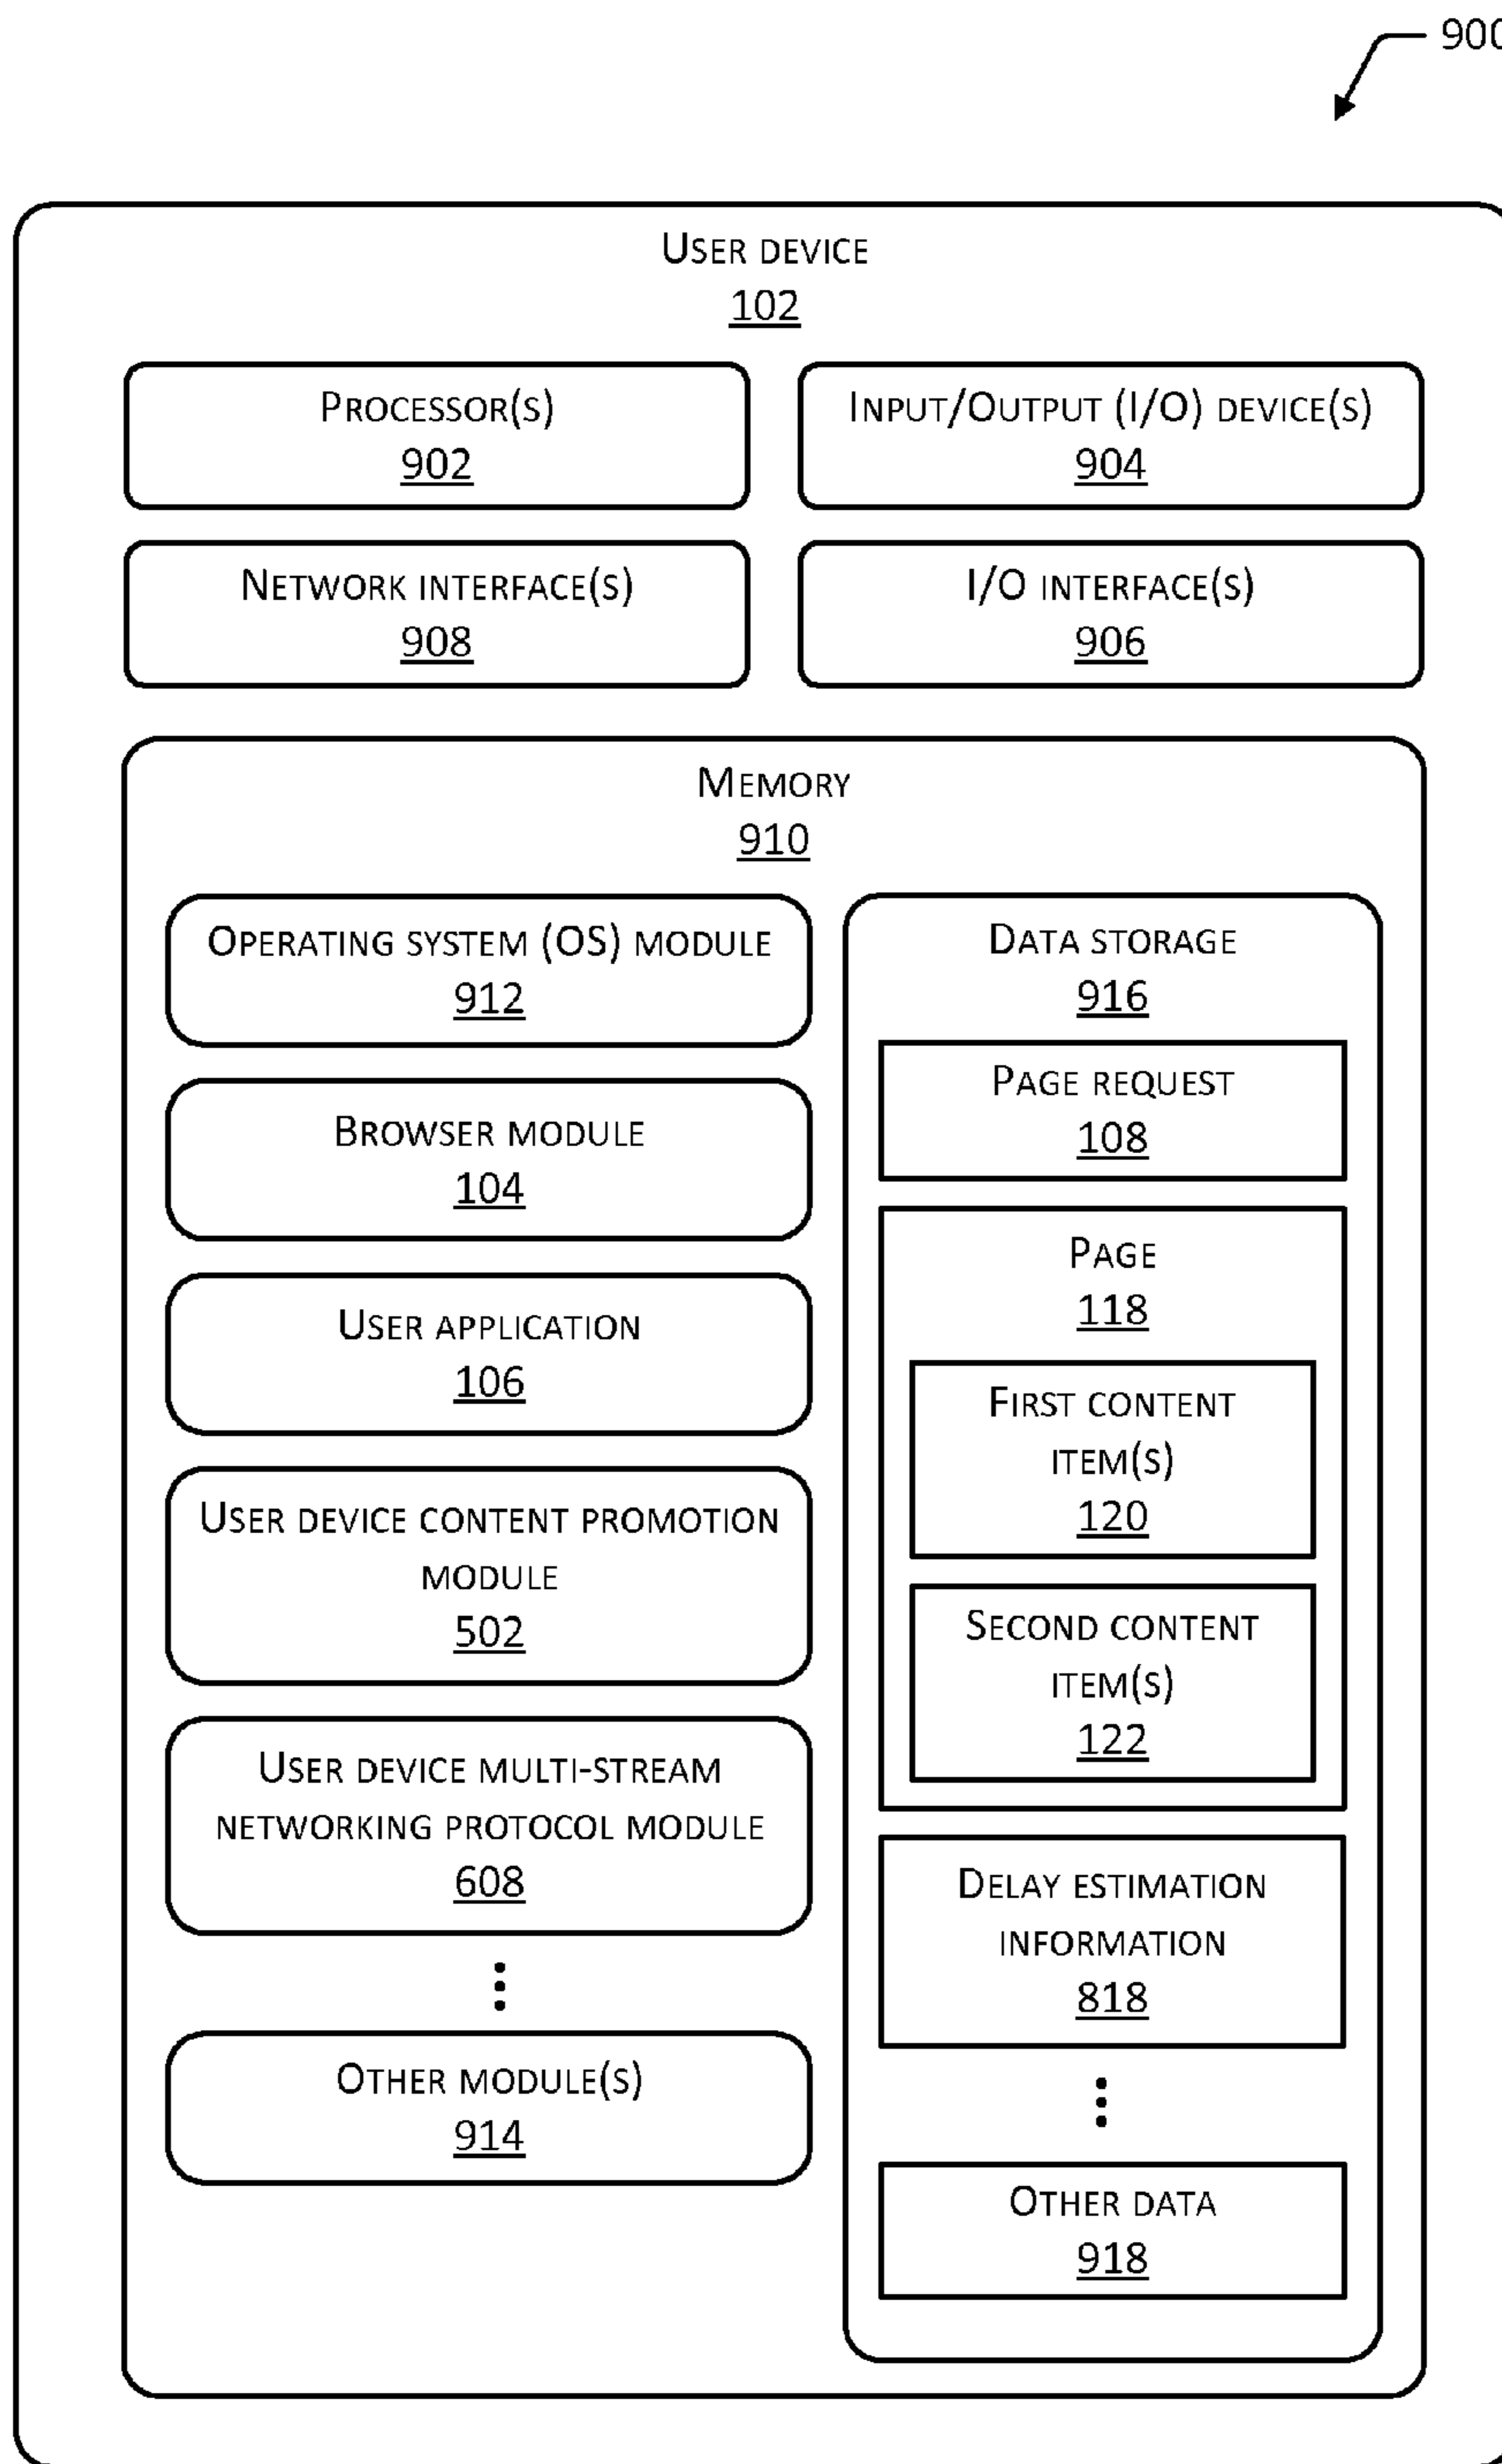 900
User device
102
Processor(s)
902
Input/Output (I/O) device(s)
904
Network interface(s)
908
I/O interface(s)
906
Memory
910
Operating system (OS) module
912
Browser module
104
User application
106
User device content promotion
module
502
User device multi-stream
networking protocol module
608
Other module(s)
914
Data storage
916
Page request
108
Page
118
First content
item(s)
120
Second content
item(s)
122
Delay estimation
information
818
Other data
918